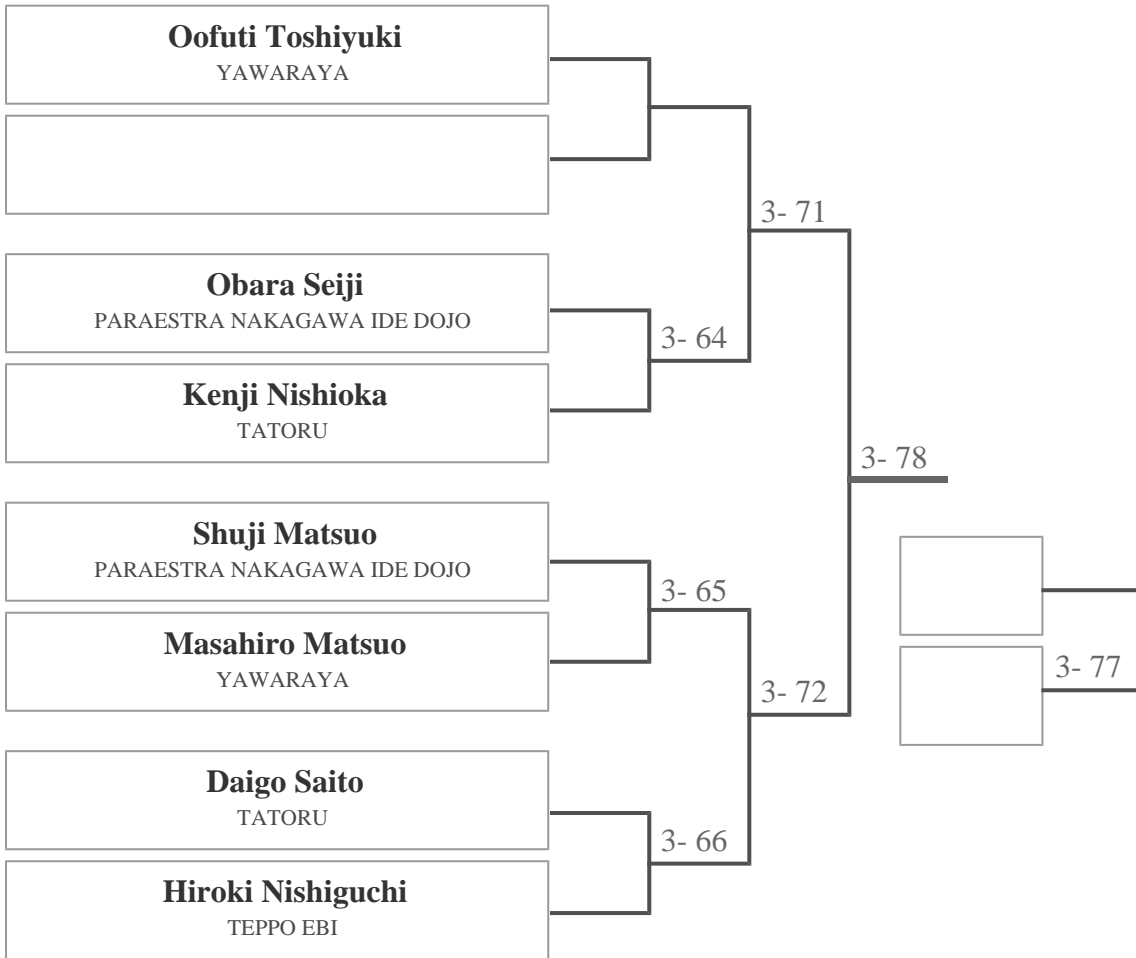 Oofuti Toshiyuki
YAWARAYA
3- 71
Obara Seiji
PARAESTRA NAKAGAWA IDE DOJO
3- 64
Kenji Nishioka
TATORU
3- 78
Shuji Matsuo
PARAESTRA NAKAGAWA IDE DOJO
3- 65
Masahiro Matsuo
YAWARAYA
3- 77
3- 72
Daigo Saito
TATORU
3- 66
Hiroki Nishiguchi
TEPPO EBI